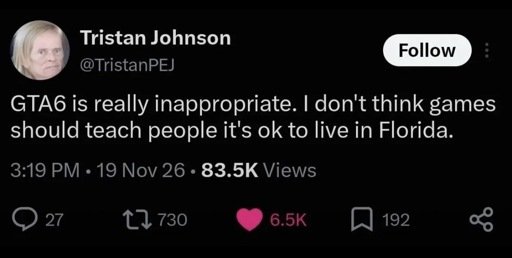 Tristan Johnson
@TristanPEJ
Follow
GTA6 is really inappropriate. I don't think games
should teach people it's ok to live in Florida.
3:19 PM • 19 Nov 26 • 83.5K Views
27 730 6.5K 192